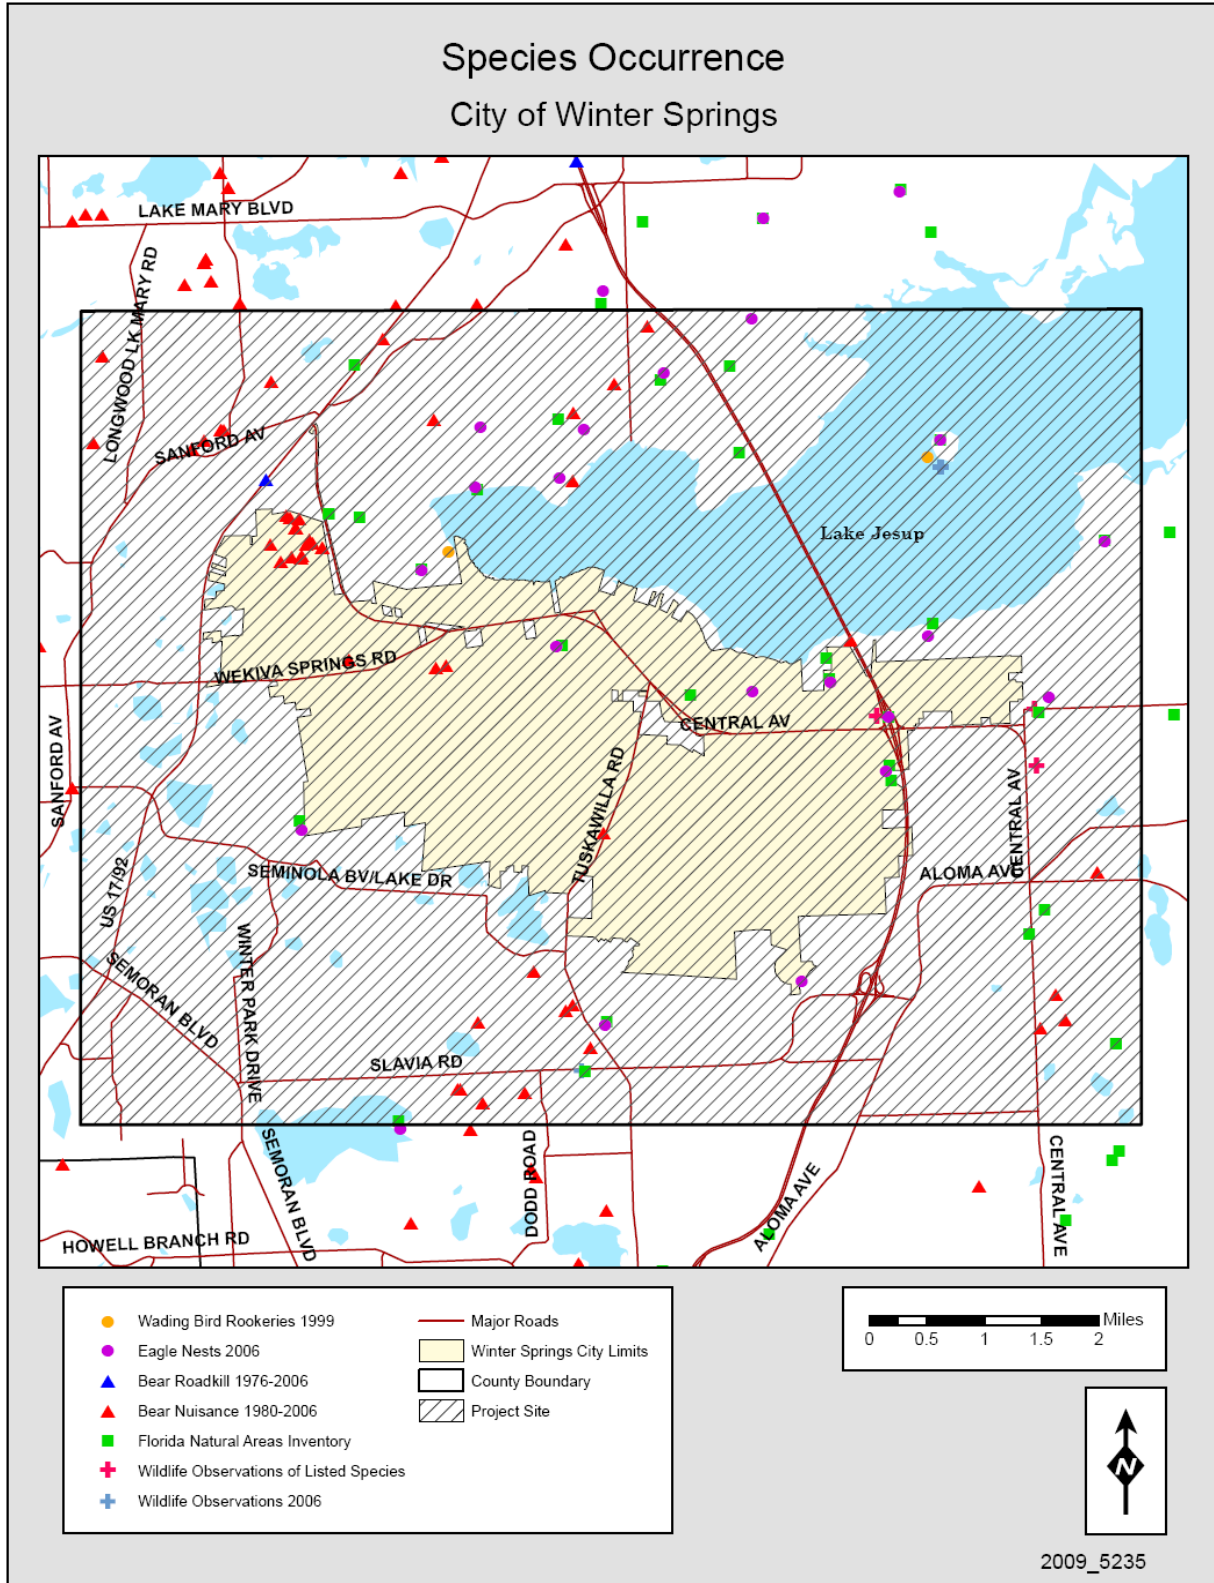 Species Occurrence
City of Winter Springs
LAKE MARY BLVD
LONGWOOD LK MARY RD
SANFORD AV
Lake Jesup
WEKIVA SPRINGS RD
CENTRAL AV
SANFORD AV
TUSKAWILLA RD
CENTRAL AV
US 17/92
SEMINOLA BV/LAKE DR
ALOMA AVE
WINTER PARK DRIVE
SEMORAN BLVD
SLAVIA RD
SEMORAN BLVD
DODD ROAD
ALOMA AVE
CENTRAL AVE
HOWELL BRANCH RD
Wading Bird Rookeries 1999
Eagle Nests 2006
Bear Roadkill 1976-2006
Bear Nuisance 1980-2006
Florida Natural Areas Inventory
Wildlife Observations of Listed Species
Wildlife Observations 2006
Major Roads
Winter Springs City Limits
County Boundary
Project Site
Miles
0 0.5 1 1.5 2
N
2009_5235